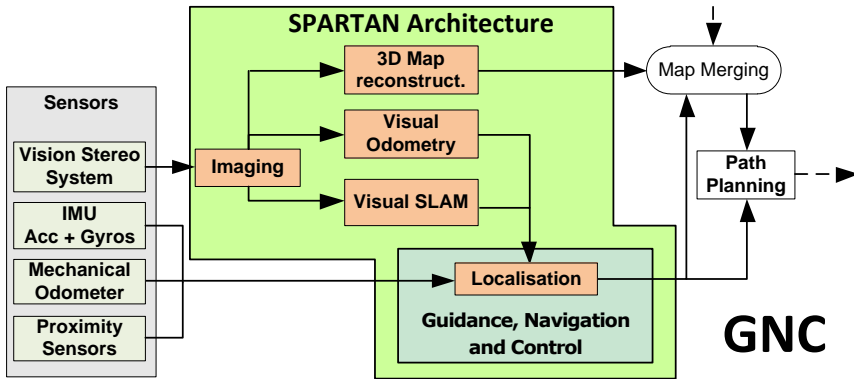 SPARTAN Architecture
Sensors
Vision Stereo
System
IMU
Acc + Gyros
Mechanical
Odometer
Proximity
Sensors
Imaging
3D Map
reconstruct.
Visual
Odometry
Visual SLAM
Localisation
Guidance, Navigation
and Control
Map Merging
Path
Planning
GNC